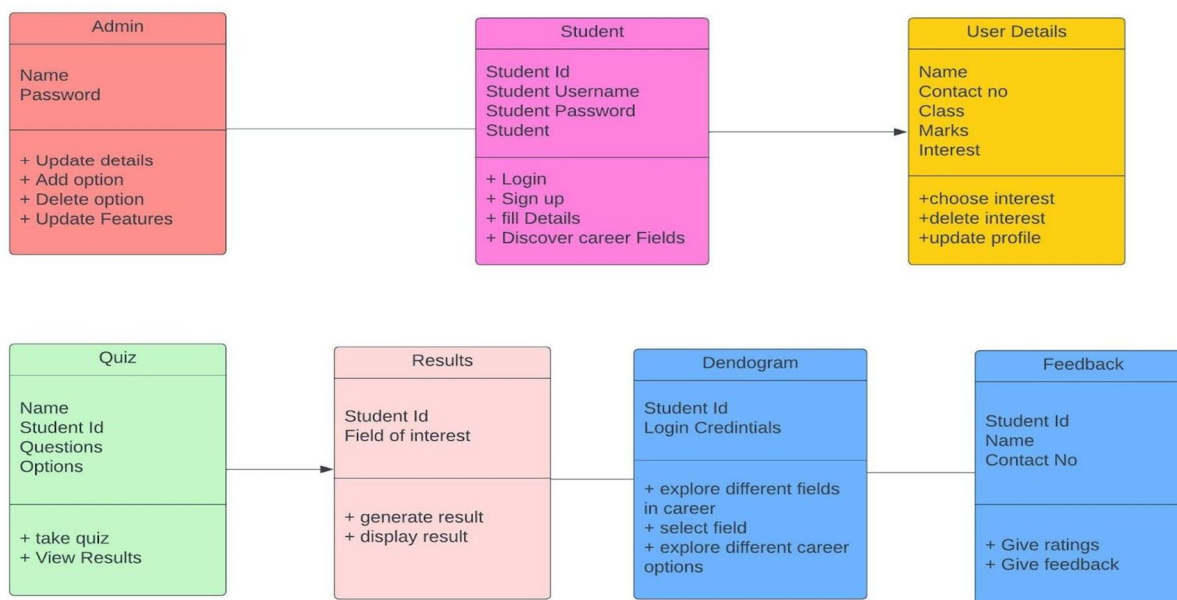 Admin
Name
Password
+ Update details
+ Add option
+ Delete option
+ Update Features
Student
Student Id
Student Username
Student Password
Student
+ Login
+ Sign up
+ fill Details
+ Discover career Fields
User Details
Name
Contact no
Class
Marks
Interest
+choose interest
+delete interest
+update profile
Quiz
Name
Student Id
Questions
Options
+ take quiz
+ View Results
Results
Student Id
Field of interest
+ generate result
+ display result
Dendogram
Student Id
Login Credintials
+ explore different fields
in career
+ select field
+ explore different career
options
Feedback
Student Id
Name
Contact No
+ Give ratings
+ Give feedback